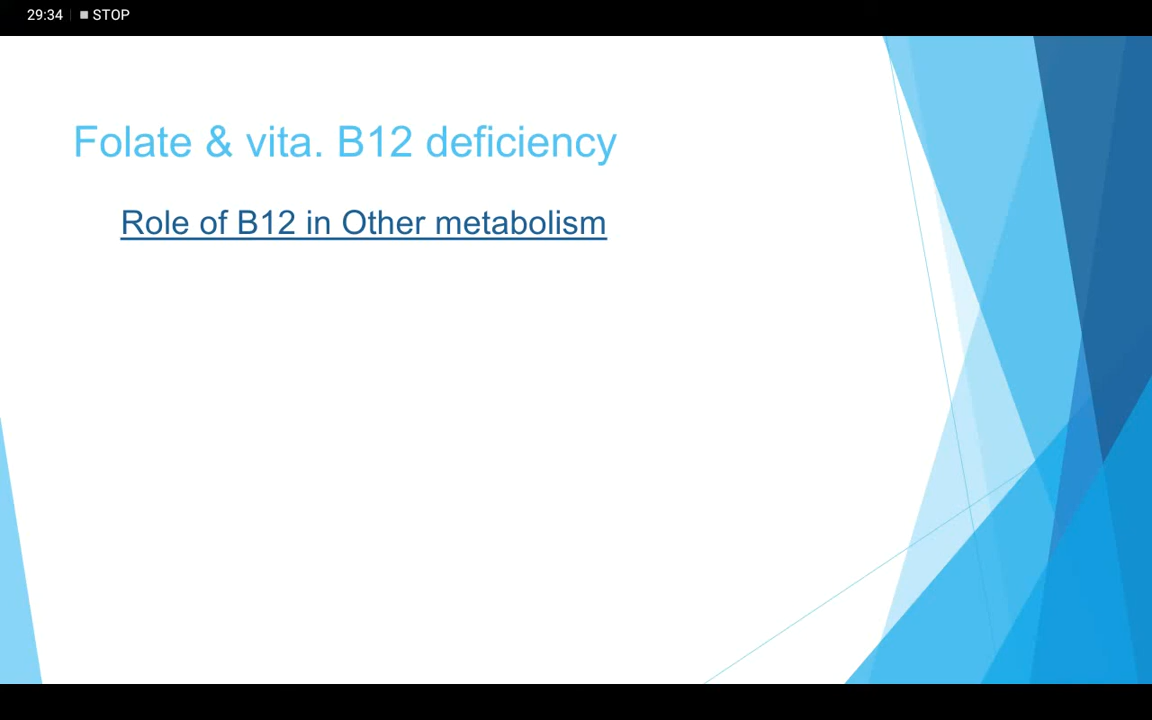 29:34 STOP
Folate & vita. B12 deficiency
Role of B12 in Other metabolism